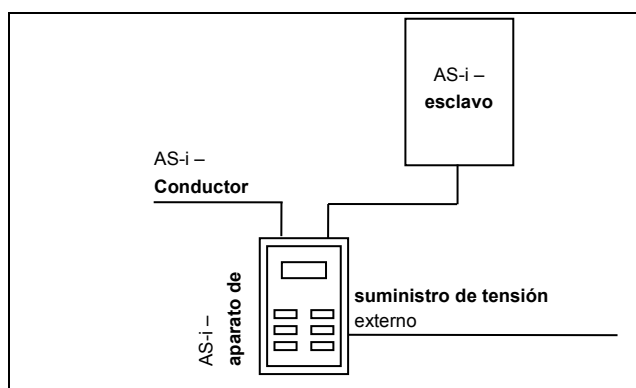 AS-i –
esclavo
AS-i –
Conductor
AS-i –
aparato de
suministro de tensión
externo